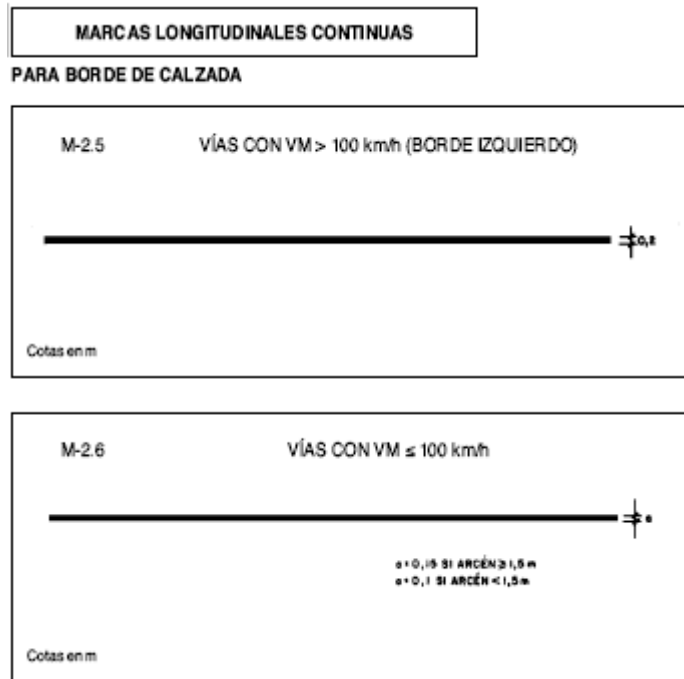 MARCAS LONGITUDINALES CONTINUAS
PARA BORDE DE CALZADA
M-2.5 VÍAS CON VM > 100 km/h (BORDE IZQUIERDO)
0,2
Cotas en m
M-2.6 VÍAS CON VM ≤ 100 km/h
a
a=0,15 SI ARCÉN ≥ 1,5 m
a=0,1 SI ARCÉN < 1,5 m
Cotas en m